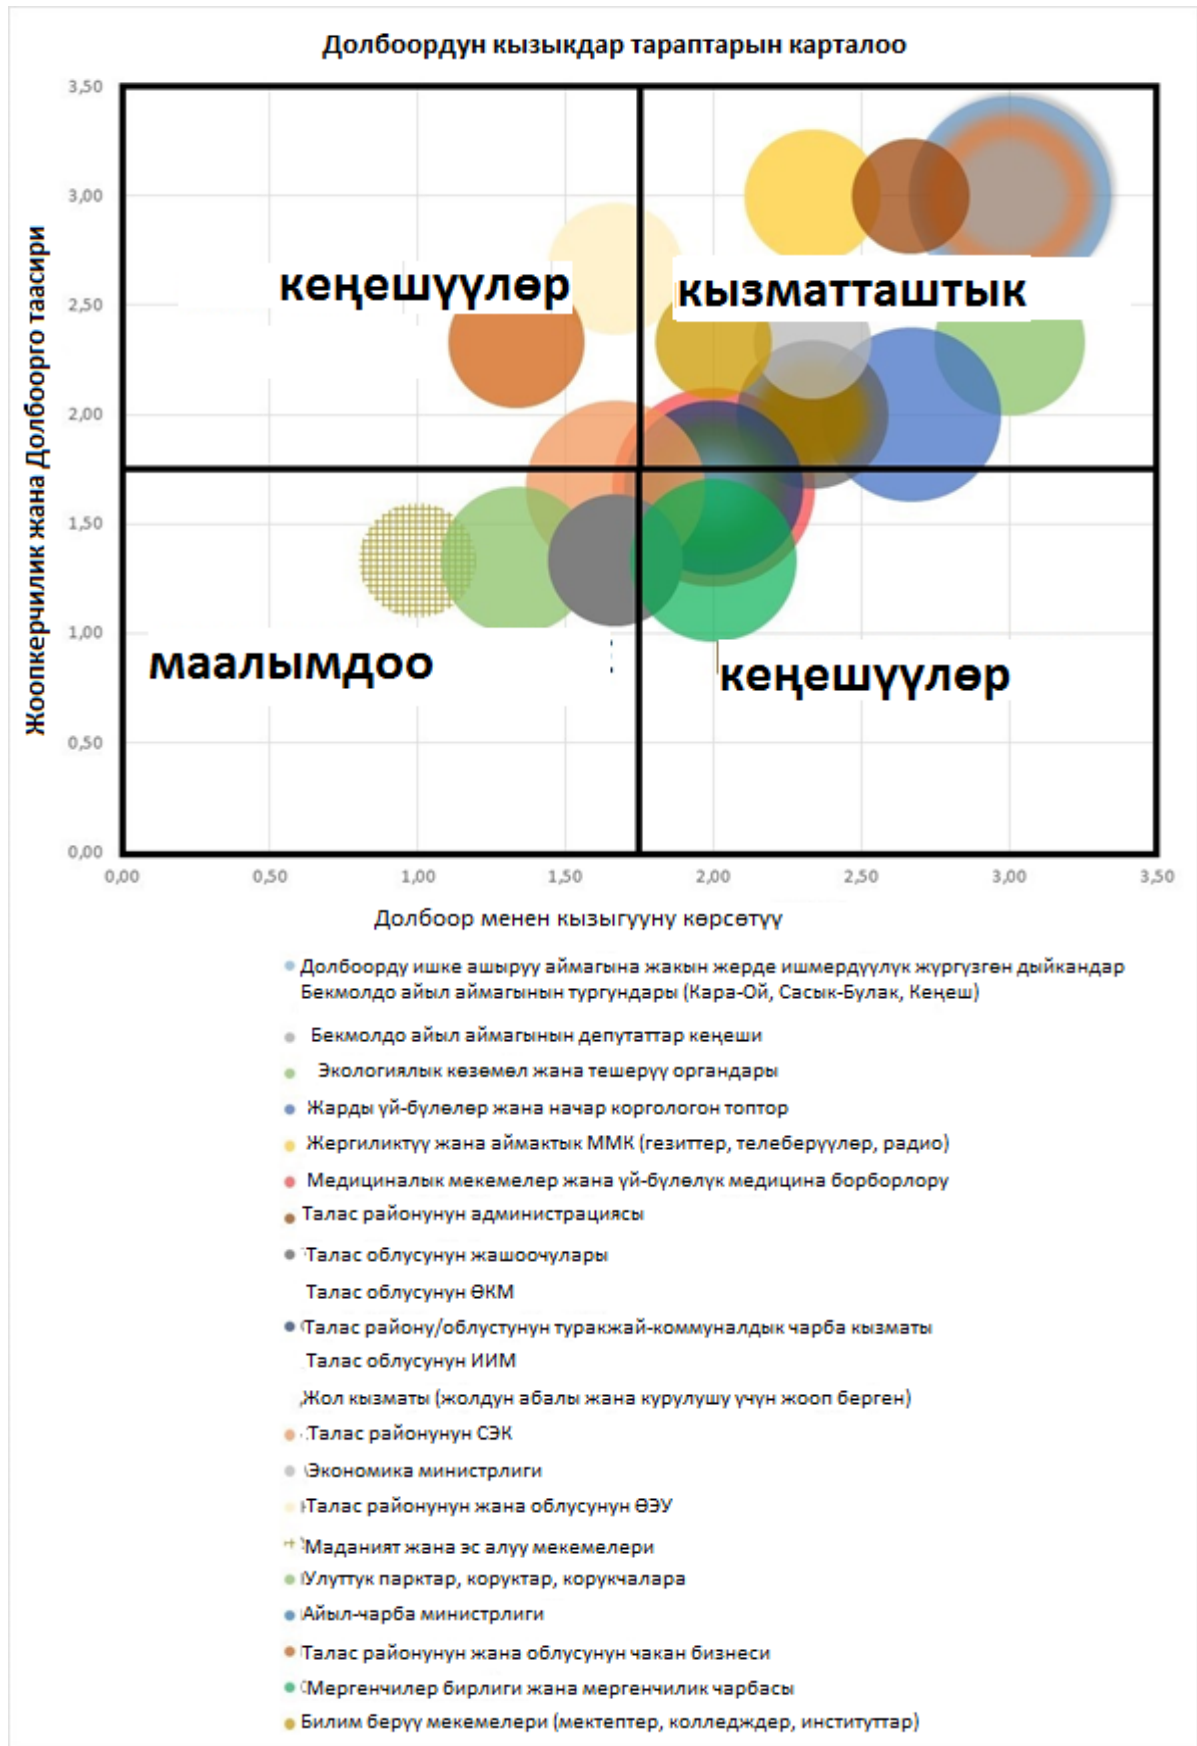 Долбоордун кызыкдар тараптарын карталоо
3,50
3,00
2,50
2,00
1,50
1,00
0,50
0,00
Жоопкерчилик жана Долбоорго таасири
кеңешүүлөр
кызматташтык
маалымдоо
кеңешүүлөр
0,00 0,50 1,00 1,50 2,00 2,50 3,00 3,50
Долбоор менен кызыгууну көрсөтүү
Долбоорду ишке ашыруу аймагына жакын жерде ишмердүүлүк жүргүзгөн дыйкандар
Бекмолдо айыл аймагынын тургундары (Кара-Ой, Сасык-Булак, Кеңеш)
Бекмолдо айыл аймагынын депутаттар кеңеши
Экологиялык көзөмөл жана тешерүү органдары
Жарды үй-бүлөлөр жана начар коргологон топтор
Жергиликтүү жана аймактык ММК (гезиттер, телеберүүлөр, радио)
Медициналык мекемелер жана үй-бүлөлүк медицина борборлору
Талас районунун администрациясы
Талас облусунун жашоочулары
Талас облусунун ӨКМ
Талас району/облустунун туракжай-коммуналдык чарба кызматы
Талас облусунун ИИМ
Жол кызматы (жолдун абалы жана курулушу үчүн жооп берген)
Талас районунун СЭК
Экономика министрлиги
Талас районунун жана облусунун ӨЭУ
Маданият жана эс алуу мекемелери
Улуттук парктар, коруктар, корукчалара
Айыл-чарба министрлиги
Талас районунун жана облусунун чакан бизнеси
Мергенчилер бирлиги жана мергенчилик чарбасы
Билим берүү мекемелери (мектептер, колледждер, институттар)